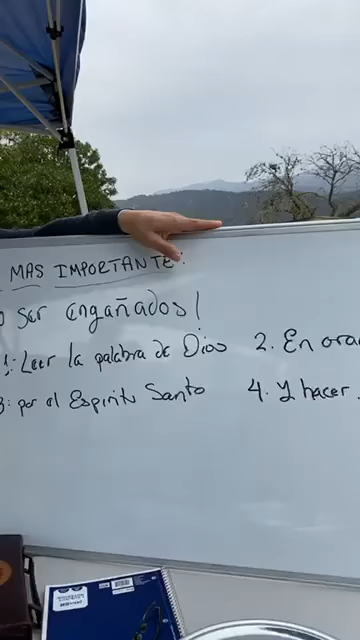 MAS IMPORTANTE:
ser engañados!
1: Leer la palabra de Dios 2. En ora
3: por el Espiritu Santo 4. Y hacer